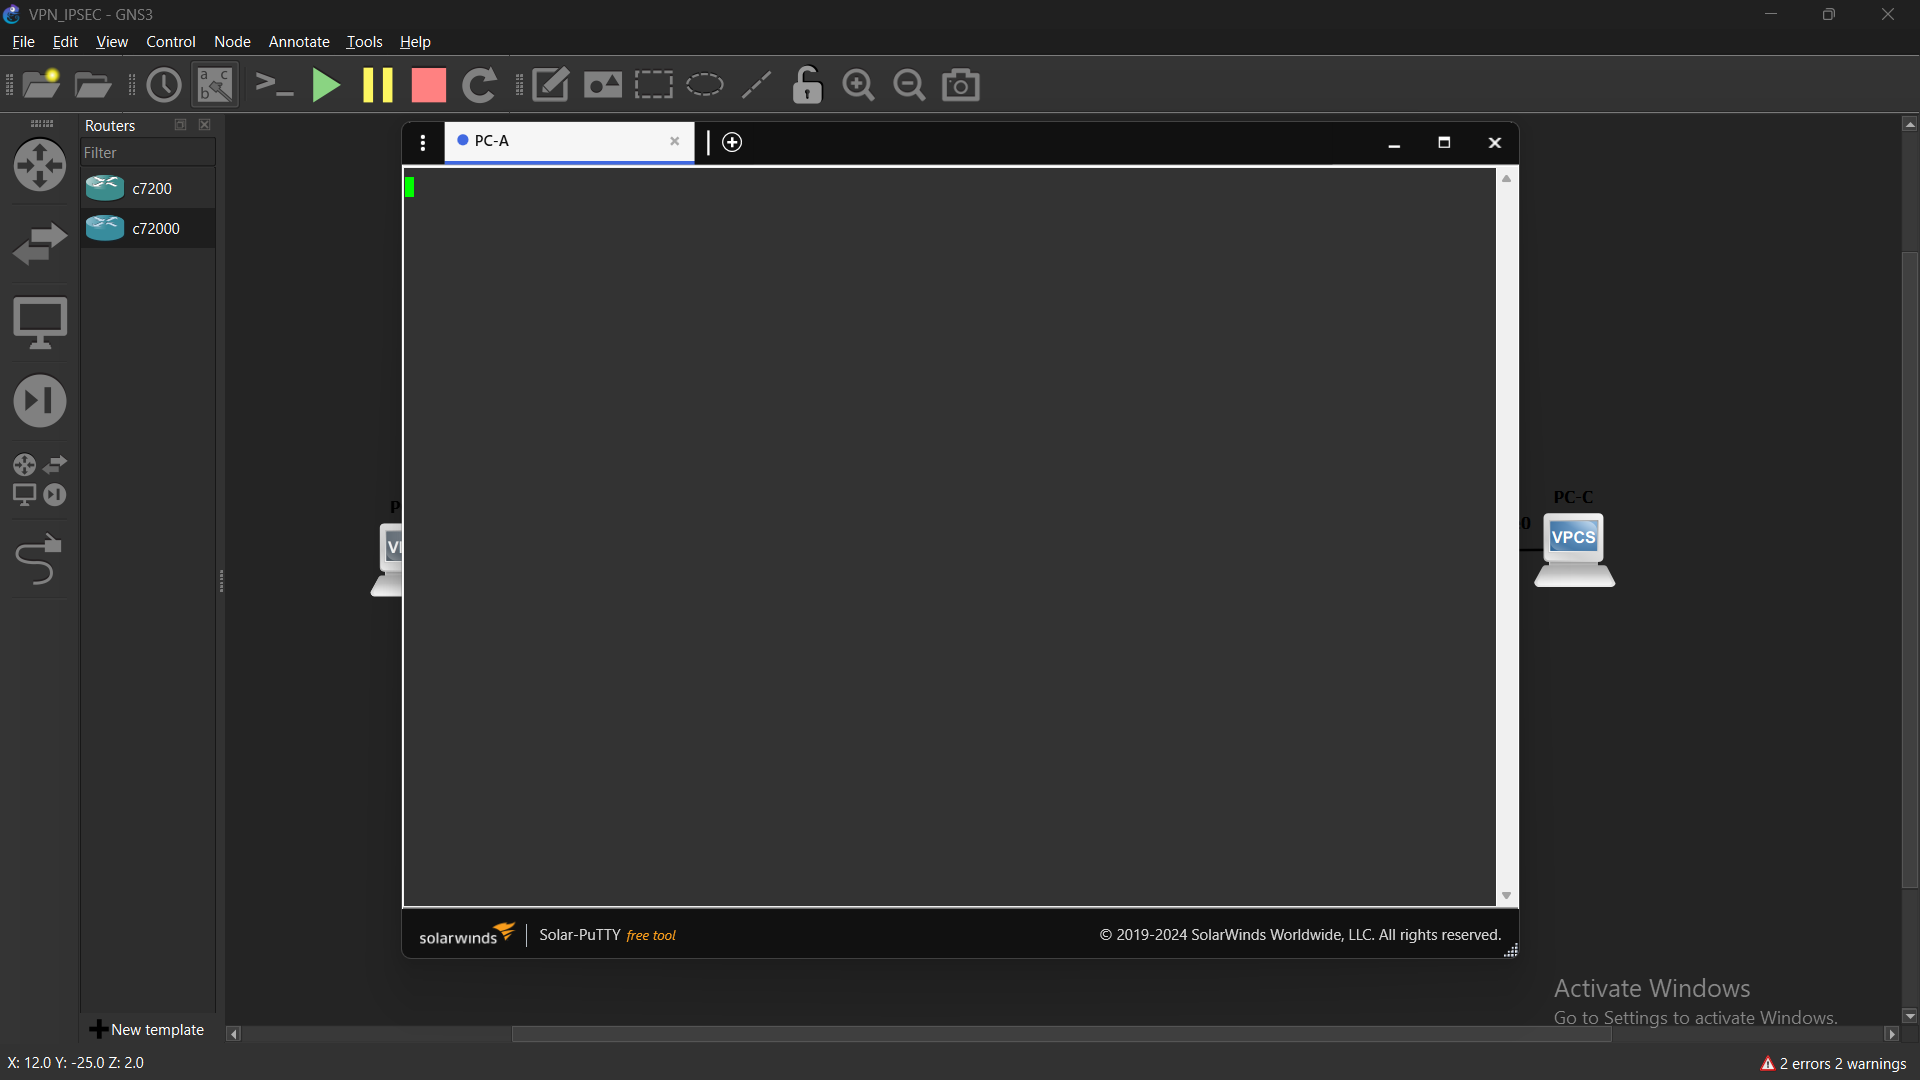 VPN_IPSEC - GNS3
File Edit View Control Node Annotate Tools Help
a c
b
Routers
Filter
c7200
c72000
New template
PC-A
P
V
PC-C
0
VPCS
solarwinds
Solar-PuTTY free tool
© 2019-2024 SolarWinds Worldwide, LLC. All rights reserved.
Activate Windows
Go to Settings to activate Windows.
X: 12.0 Y: -25.0 Z: 2.0
2 errors 2 warnings